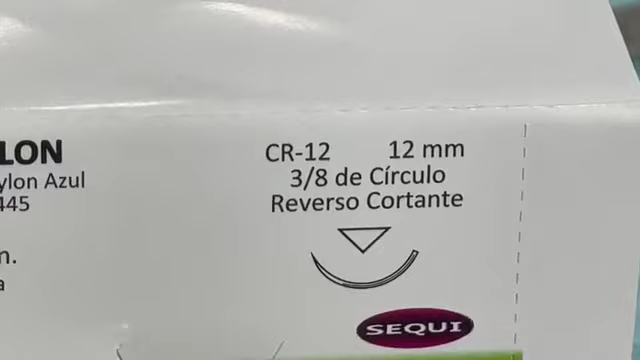 LON
ylon Azul
445
n.
a
CR-12 12 mm
3/8 de Círculo
Reverso Cortante
SEQUI